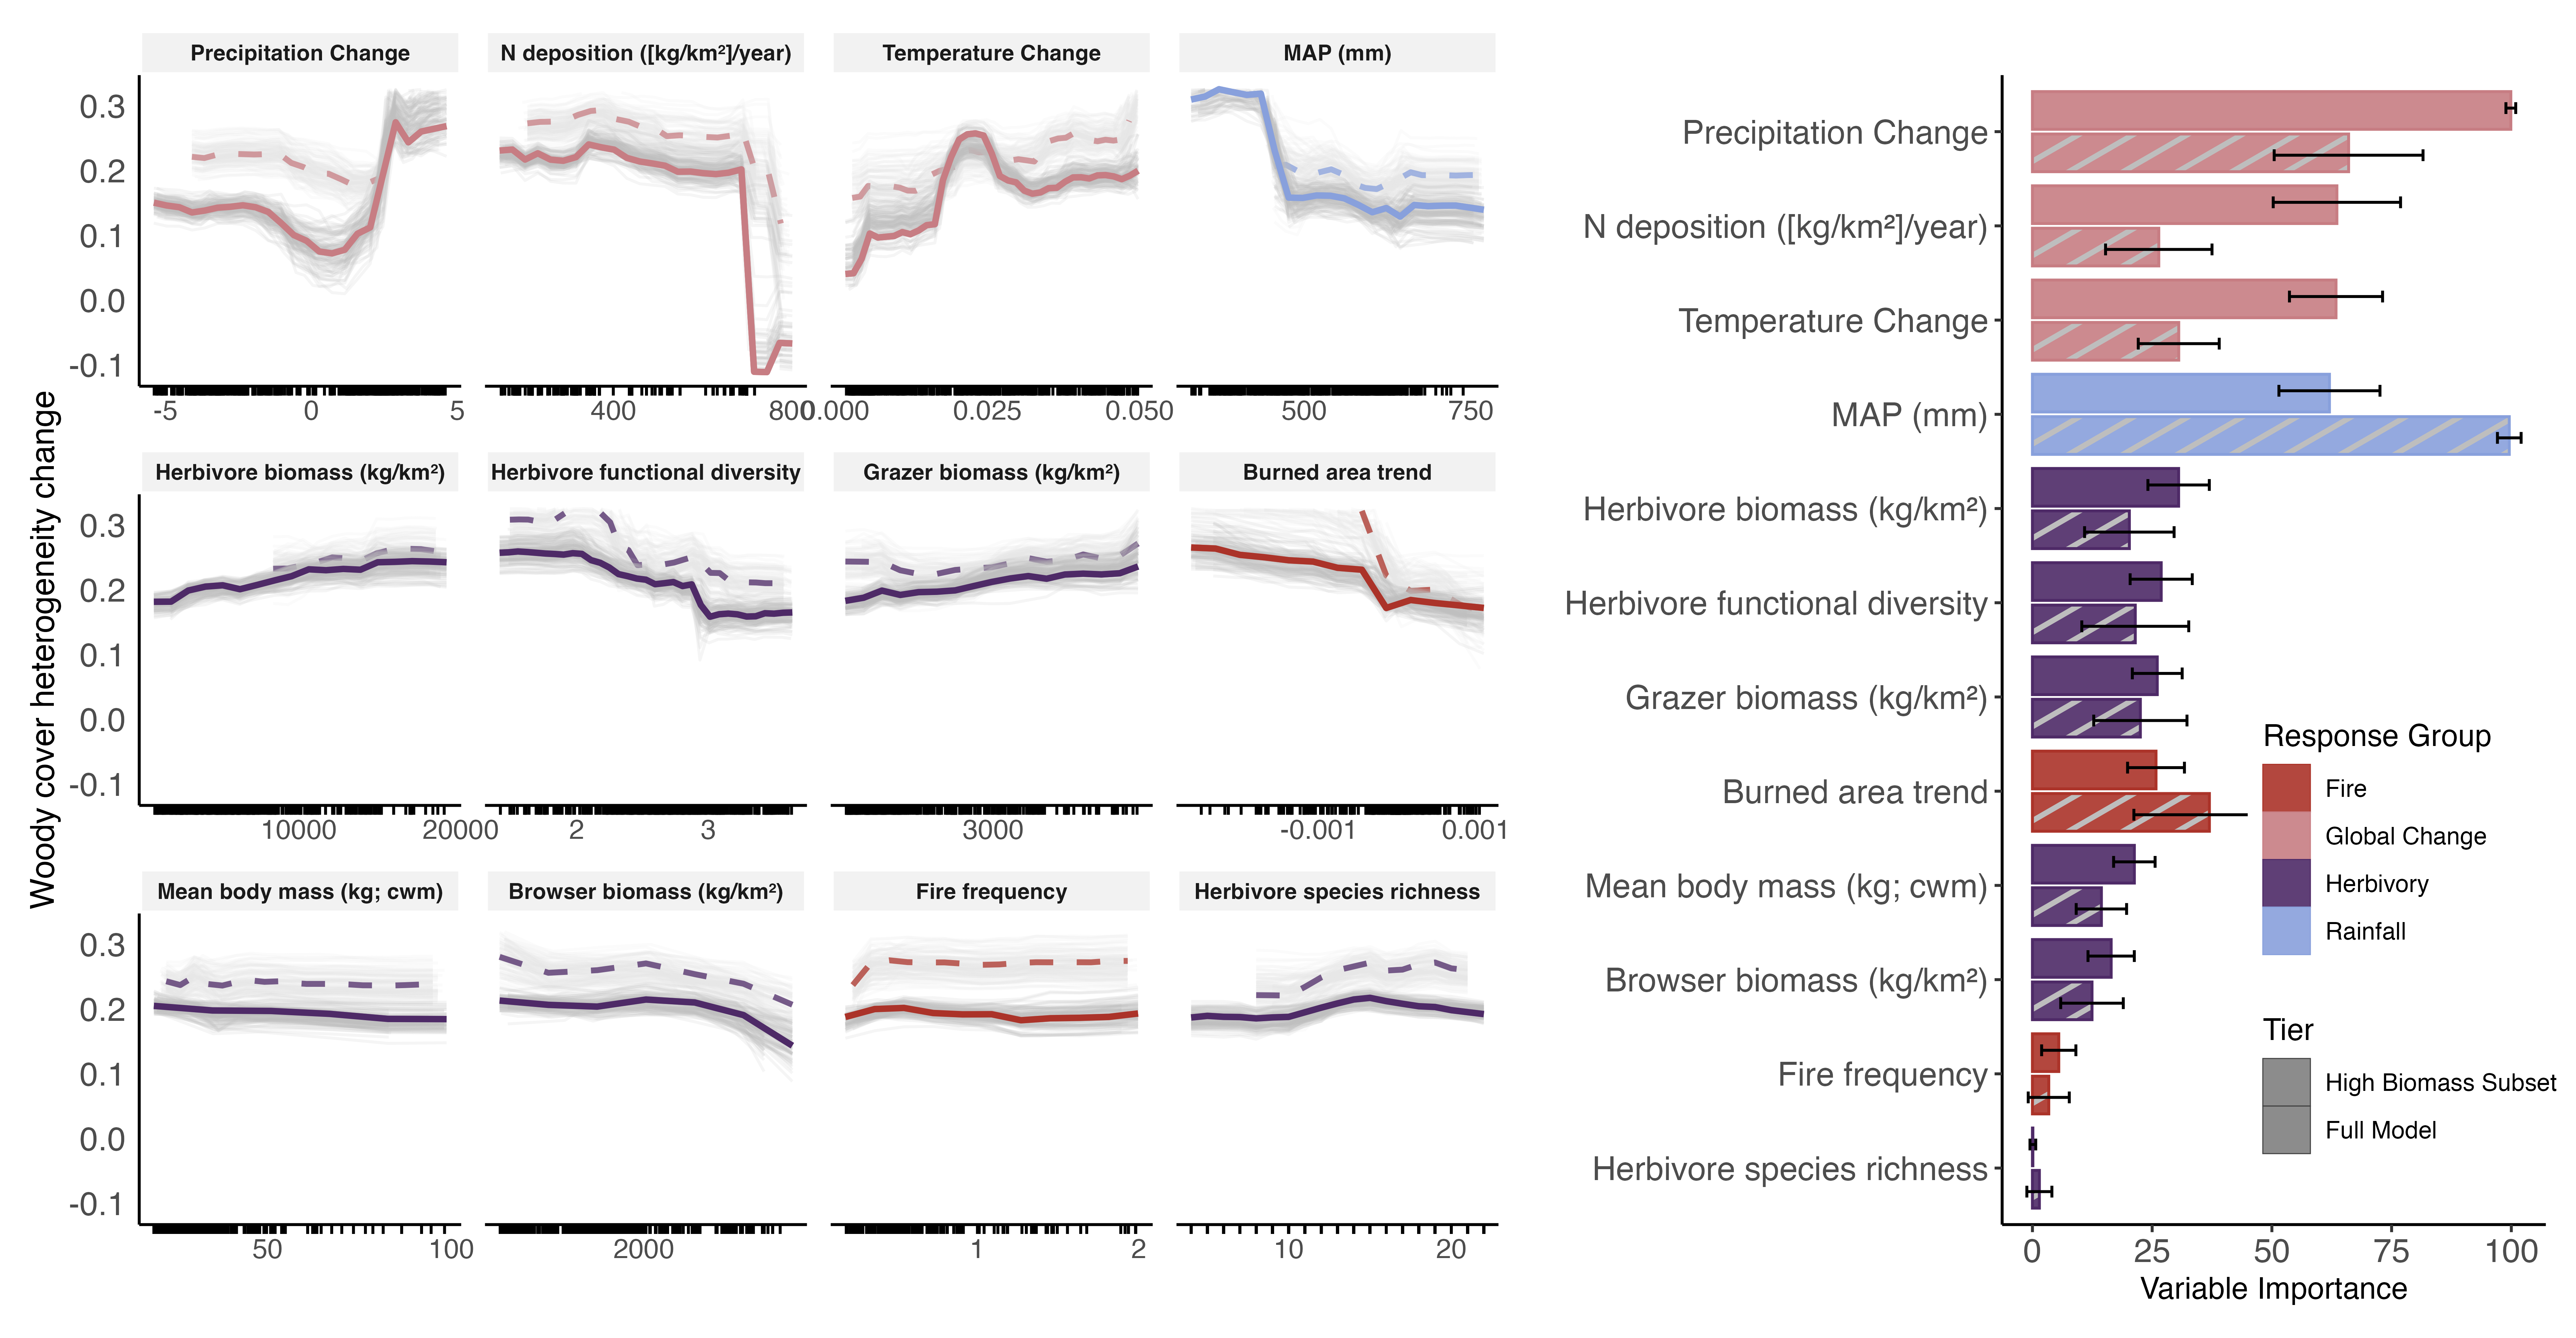 Precipitation Change
N deposition ([kg/km²]/year)
Temperature Change
MAP (mm)
0.3
0.2
0.1
0.0
-0.1
-5
0
5
400
800
0.000
0.025
0.050
500
750
Woody cover heterogeneity change
Herbivore biomass (kg/km²)
Herbivore functional diversity
Grazer biomass (kg/km²)
Burned area trend
0.3
0.2
0.1
0.0
-0.1
10000
20000
2
3
3000
-0.001
0.001
Mean body mass (kg; cwm)
Browser biomass (kg/km²)
Fire frequency
Herbivore species richness
0.3
0.2
0.1
0.0
-0.1
50
100
2000
1
2
10
20
Precipitation Change
N deposition ([kg/km²]/year)
Temperature Change
MAP (mm)
Herbivore biomass (kg/km²)
Herbivore functional diversity
Grazer biomass (kg/km²)
Burned area trend
Mean body mass (kg; cwm)
Browser biomass (kg/km²)
Fire frequency
Herbivore species richness
0
25
50
75
100
Variable Importance
Response Group
Fire
Global Change
Herbivory
Rainfall
Tier
High Biomass Subset
Full Model